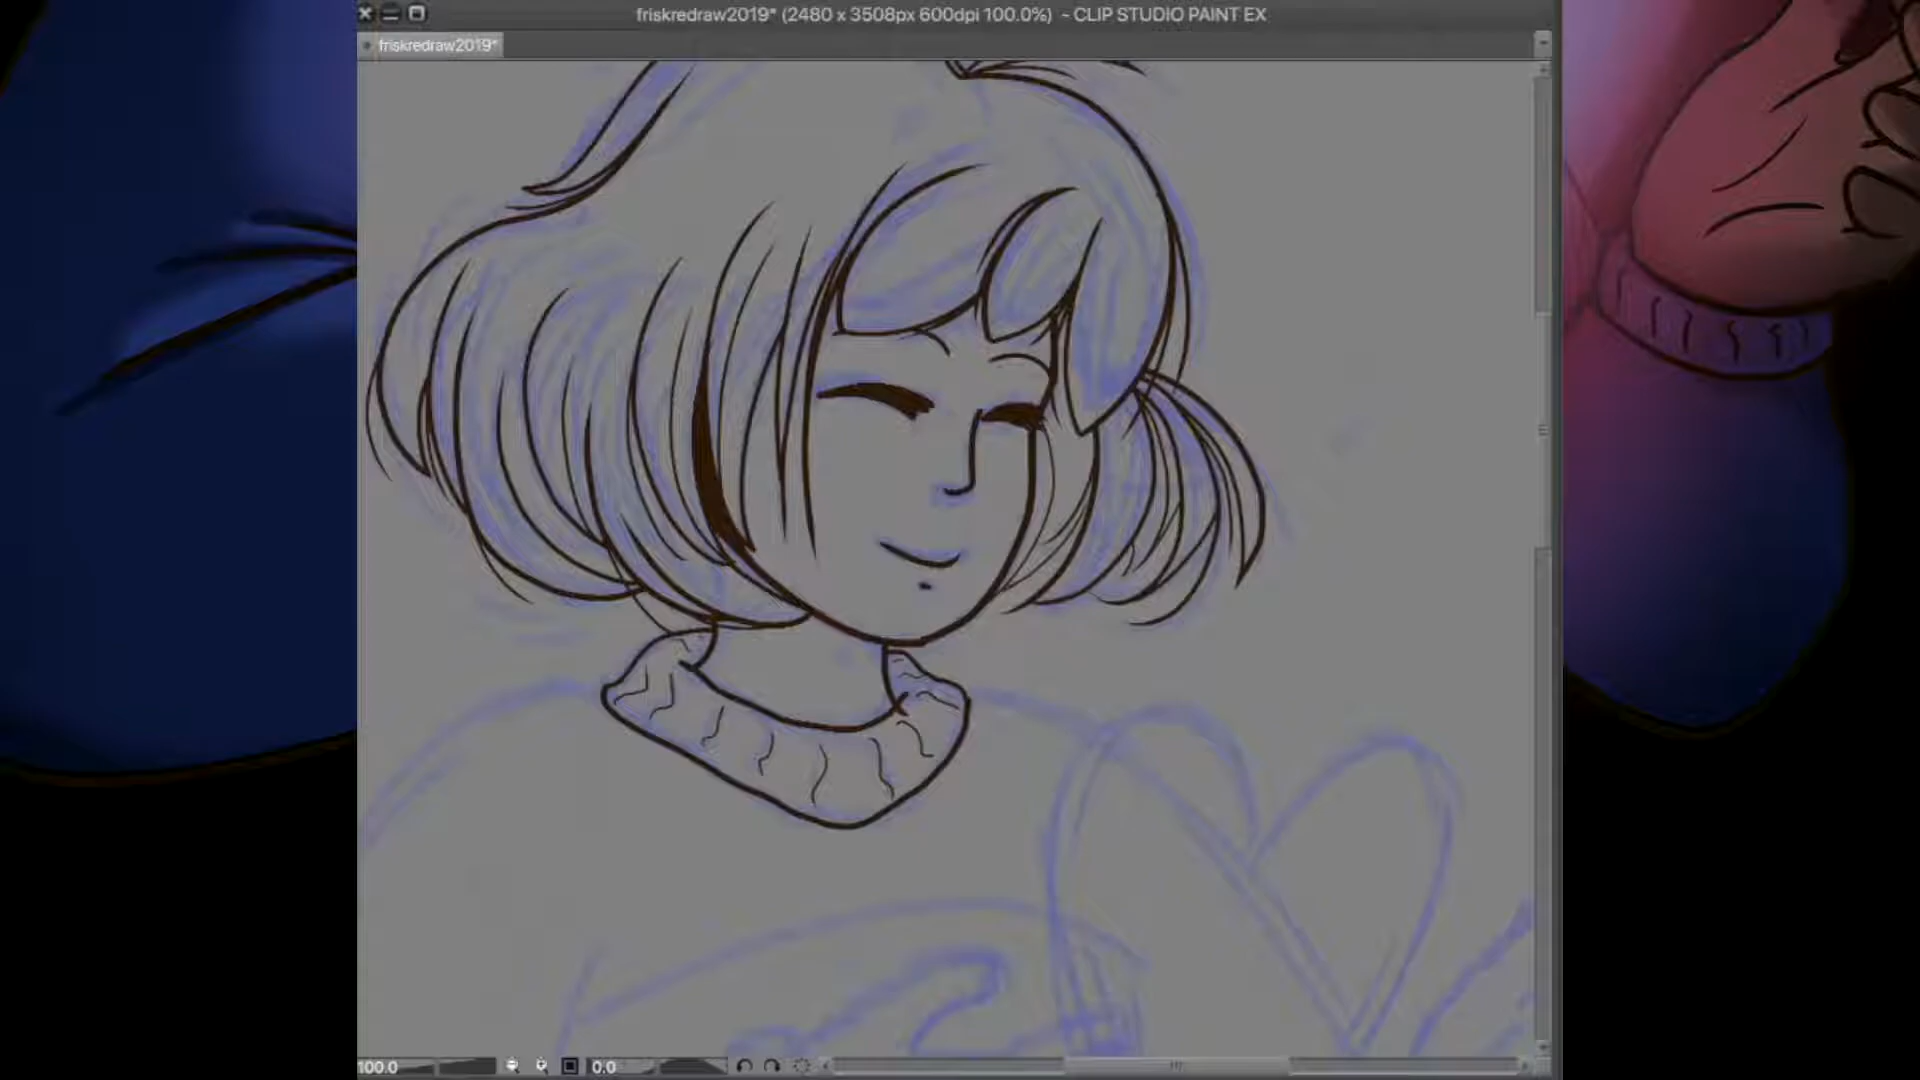 friskredraw2019* (2480 x 3508px 600dpi 100.0%) - CLIP STUDIO PAINT EX
friskredraw2019*
100.0
0.0